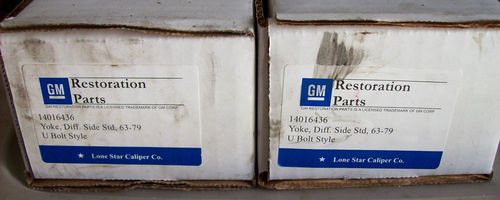 GM
Restoration
Parts
GM RESTORATION PARTS IS A LICENSED TRADEMARK OF GM CORP
14016436
Yoke, Diff. Side Std, 63-79
U Bolt Style
★ Lone Star Caliper Co.
GM
Restoration
Parts
GM RESTORATION PARTS IS A LICENSED TRADEMARK OF GM CORP
14016436
Yoke, Diff. Side Std, 63-79
U Bolt Style
★ Lone Star Caliper Co.